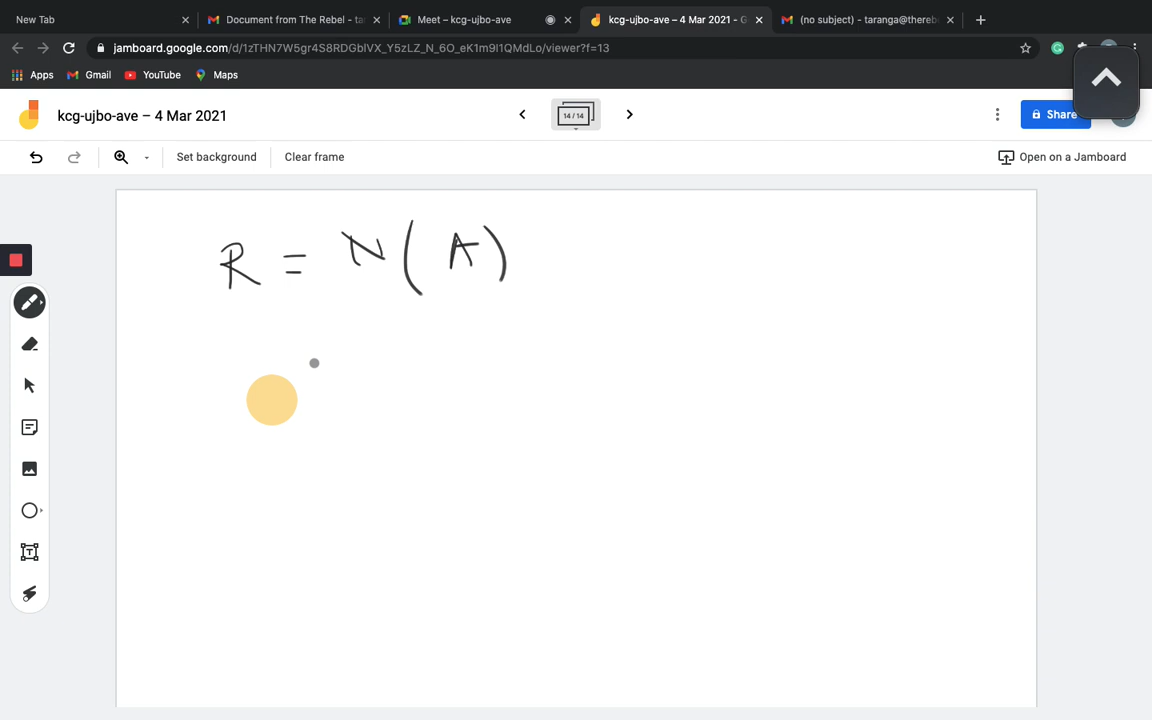 New Tab
Document from The Rebel - ta
Meet – kcg-ujbo-ave
kcg-ujbo-ave – 4 Mar 2021 - G
(no subject) - taranga@thereb
jamboard.google.com/d/1zTHN7W5gr4S8RDGbIVX_Y5zLZ_N_6O_eK1m9I1QMdLo/viewer?f=13
Apps
Gmail
YouTube
Maps
kcg-ujbo-ave – 4 Mar 2021
14 / 14
Share
Set background
Clear frame
Open on a Jamboard
R = N ( A )